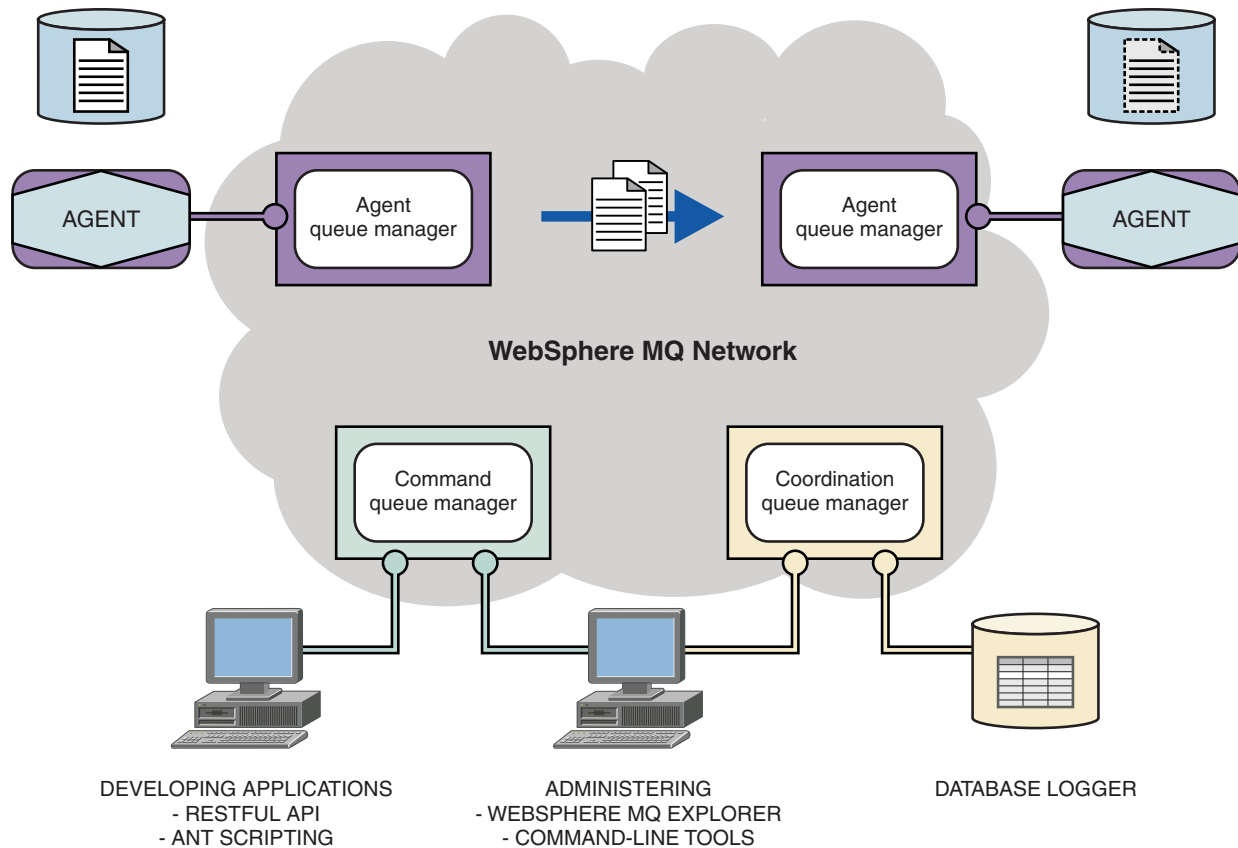 AGENT
Agent
queue manager
Agent
queue manager
AGENT
WebSphere MQ Network
Command
queue manager
Coordination
queue manager
DEVELOPING APPLICATIONS
- RESTFUL API
- ANT SCRIPTING
ADMINISTERING
- WEBSPHERE MQ EXPLORER
- COMMAND-LINE TOOLS
DATABASE LOGGER